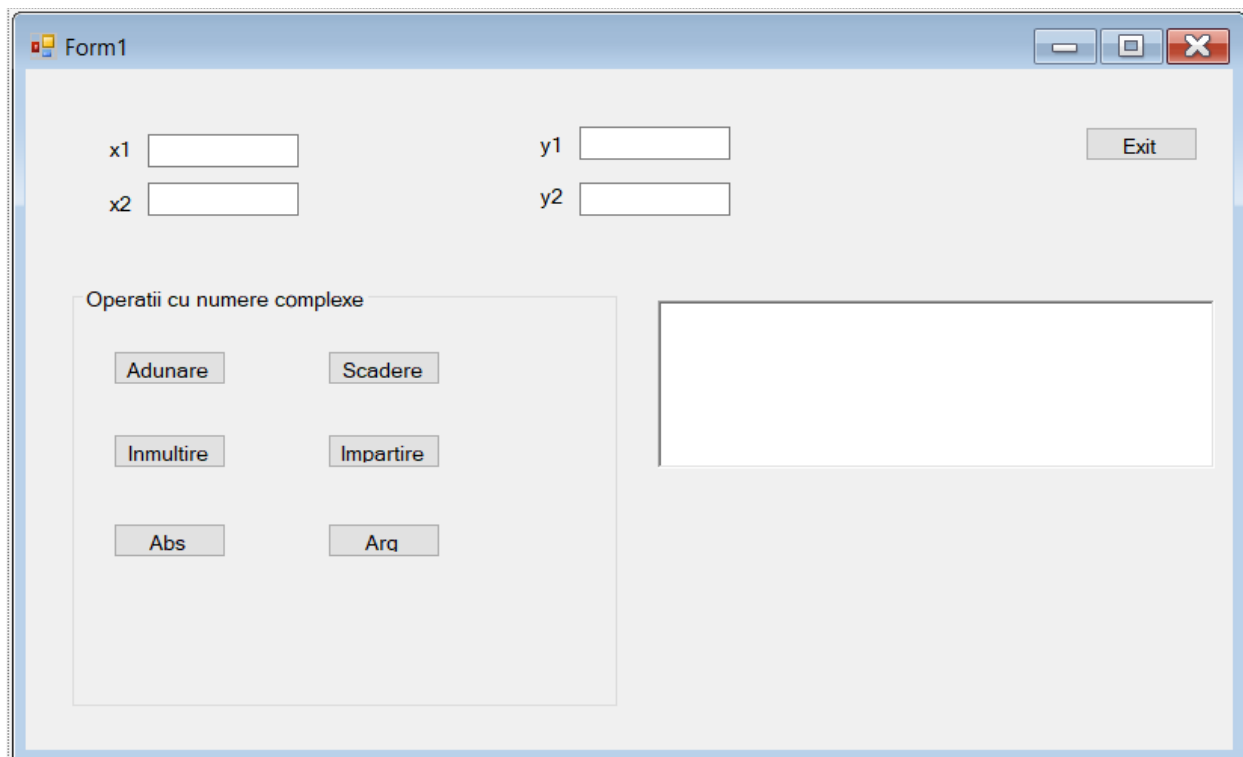 Form1
x1
y1
Exit
x2
y2
Operatii cu numere complexe
Adunare
Scadere
Inmultire
Impartire
Abs
Arg